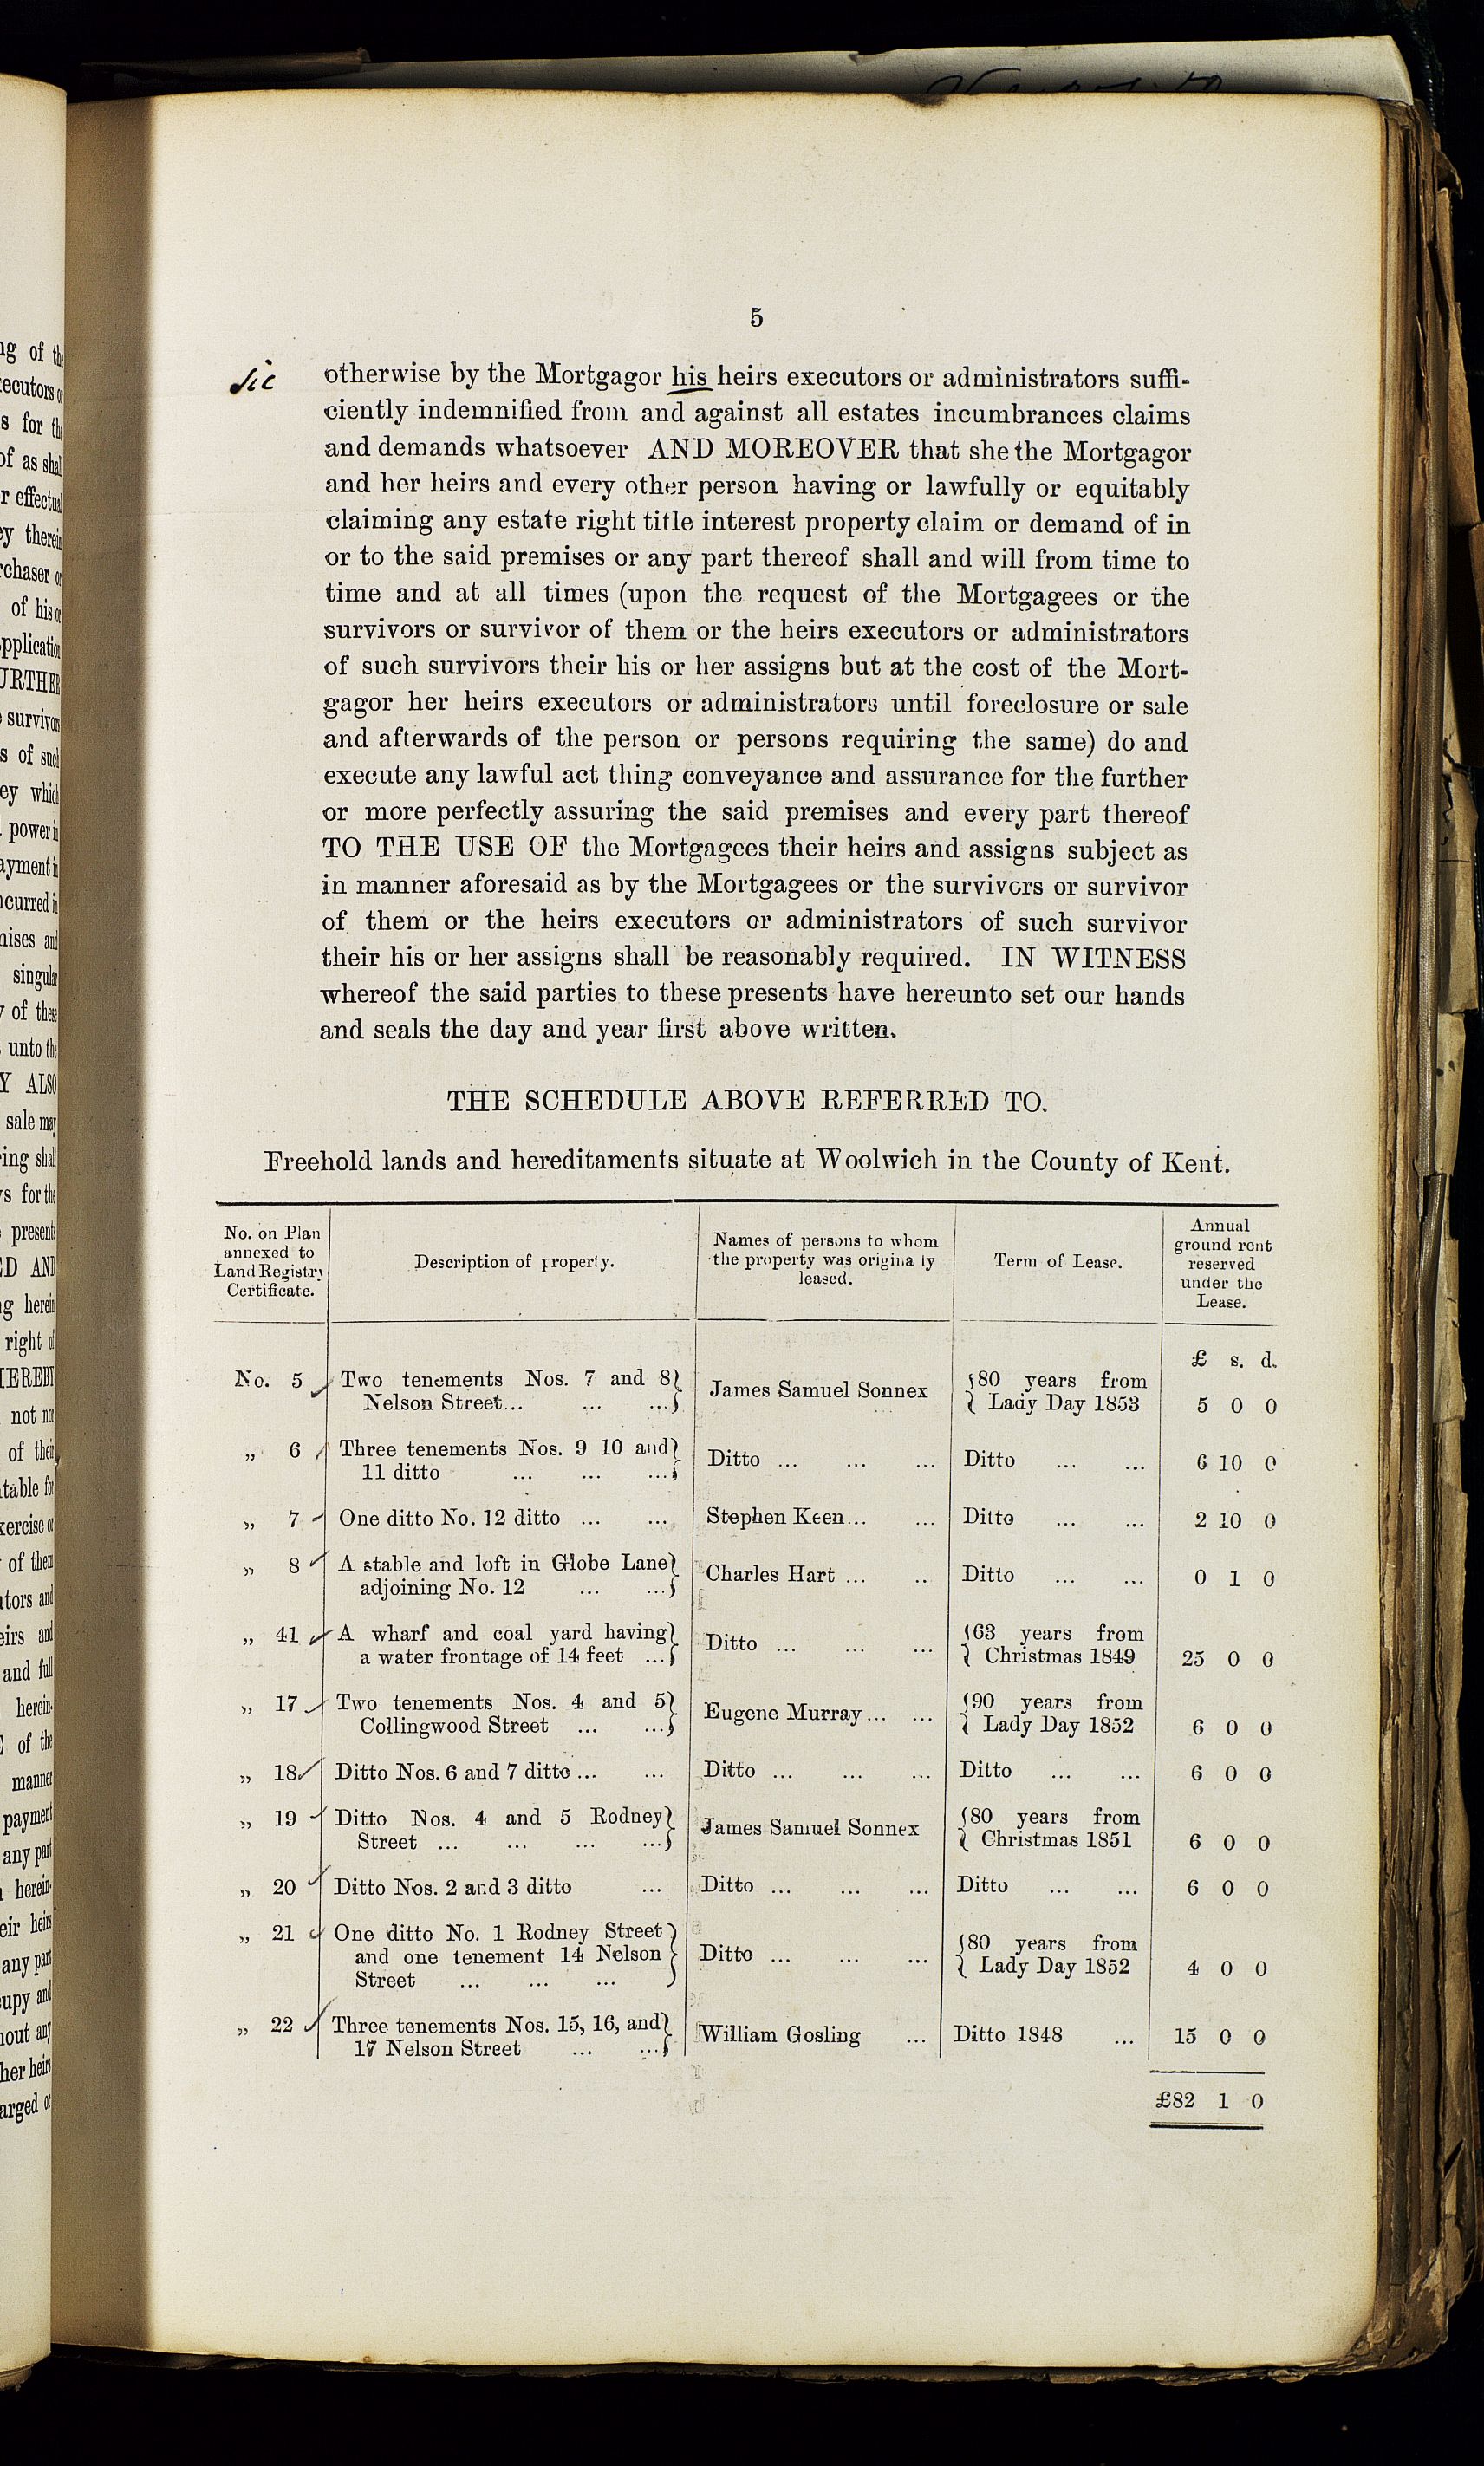 5
sic
otherwise by the Mortgagor his heirs executors or administrators suffi-
ciently indemnified from and against all estates incumbrances claims
and demands whatsoever AND MOREOVER that she the Mortgagor
and her heirs and every other person having or lawfully or equitably
claiming any estate right title interest property claim or demand of in
or to the said premises or any part thereof shall and will from time to
time and at all times (upon the request of the Mortgagees or the
survivors or survivor of them or the heirs executors or administrators
of such survivors their his or her assigns but at the cost of the Mort-
gagor her heirs executors or administrators until foreclosure or sale
and afterwards of the person or persons requiring the same) do and
execute any lawful act thing conveyance and assurance for the further
or more perfectly assuring the said premises and every part thereof
TO THE USE OF the Mortgagees their heirs and assigns subject as
in manner aforesaid as by the Mortgagees or the survivors or survivor
of them or the heirs executors or administrators of such survivor
their his or her assigns shall be reasonably required. IN WITNESS
whereof the said parties to these presents have hereunto set our hands
and seals the day and year first above written.
THE SCHEDULE ABOVE REFERRED TO.
Freehold lands and hereditaments situate at Woolwich in the County of Kent.
No. on Plan
annexed to
Land Registry
Certificate.
Description of property.
Names of persons to whom
the property was originally
leased.
Term of Lease.
Annual
ground rent
reserved
under the
Lease.
£ s. d.
No. 5 Two tenements Nos. 7 and 8 James Samuel Sonnex 80 years from
Nelson Street... ... ... Lady Day 1853 5 0 0
„ 6 Three tenements Nos. 9 10 and Ditto ... ... ... Ditto ... ... 6 10 0
11 ditto ... ... ...
„ 7 One ditto No. 12 ditto ... ... Stephen Keen... ... Ditto ... ... 2 10 0
„ 8 A stable and loft in Globe Lane Charles Hart ... .. Ditto ... ... 0 1 0
adjoining No. 12 ... ...
„ 41 A wharf and coal yard having Ditto ... ... ... 63 years from
a water frontage of 14 feet ... Christmas 1849 25 0 0
„ 17 Two tenements Nos. 4 and 5 Eugene Murray... ... 90 years from
Collingwood Street ... ... Lady Day 1852 6 0 0
„ 18 Ditto Nos. 6 and 7 ditto ... ... Ditto ... ... ... Ditto ... ... 6 0 0
„ 19 Ditto Nos. 4 and 5 Rodney James Samuel Sonnex 80 years from
Street ... ... ... ... Christmas 1851 6 0 0
„ 20 Ditto Nos. 2 and 3 ditto ... Ditto ... ... ... Ditto ... ... 6 0 0
„ 21 One ditto No. 1 Rodney Street Ditto ... ... ... 80 years from
and one tenement 14 Nelson Lady Day 1852 4 0 0
Street ... ... ...
„ 22 Three tenements Nos. 15, 16, and William Gosling ... Ditto 1848 ... 15 0 0
17 Nelson Street ... ...
£82 1 0